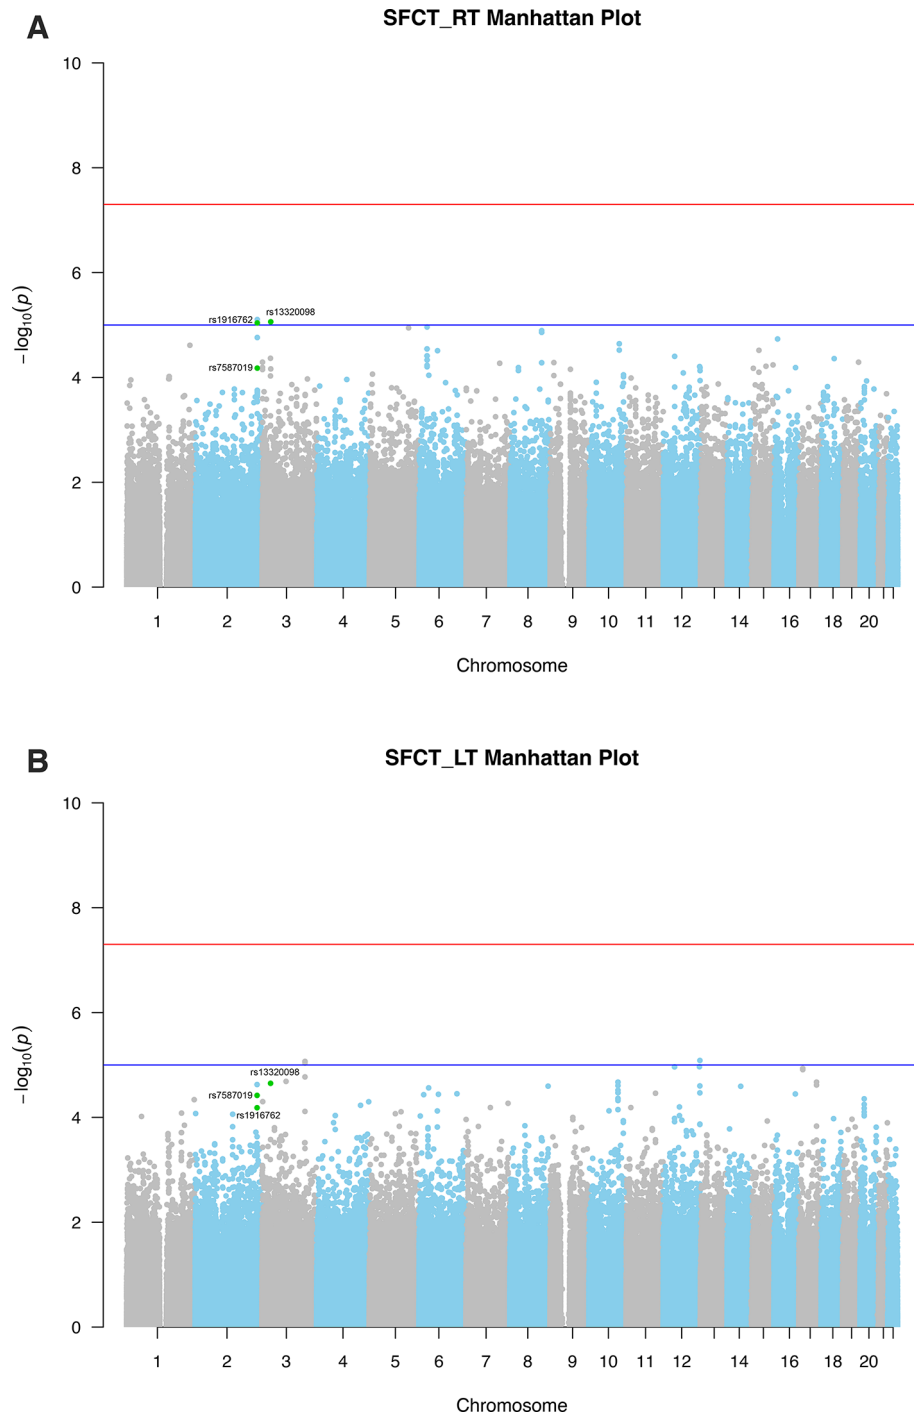 A
SFCT_RT Manhattan Plot
10
8
6
4
2
0
−log10(p)
rs1916762
rs13320098
rs7587019
1 2 3 4 5 6 7 8 9 10 11 12 14 16 18 20
Chromosome
B
SFCT_LT Manhattan Plot
10
8
6
4
2
0
−log10(p)
rs13320098
rs7587019
rs1916762
1 2 3 4 5 6 7 8 9 10 11 12 14 16 18 20
Chromosome